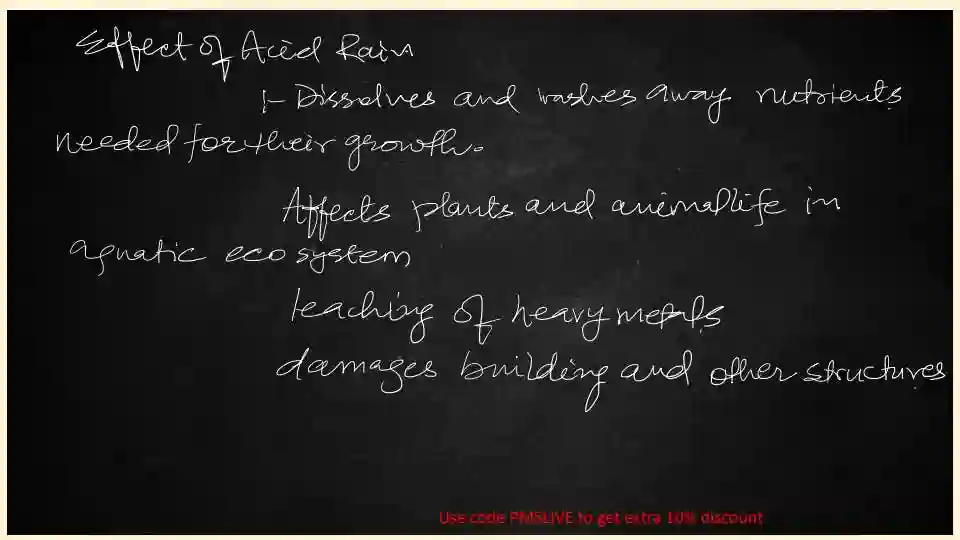 Effect of Acid Rain
1- Dissolves and washes away nutrients
needed for their growth.
Affects plants and animal life in
aquatic eco system
leaching of heavy metals
damages building and other structures
Use code PMSLIVE to get extra 10% discount